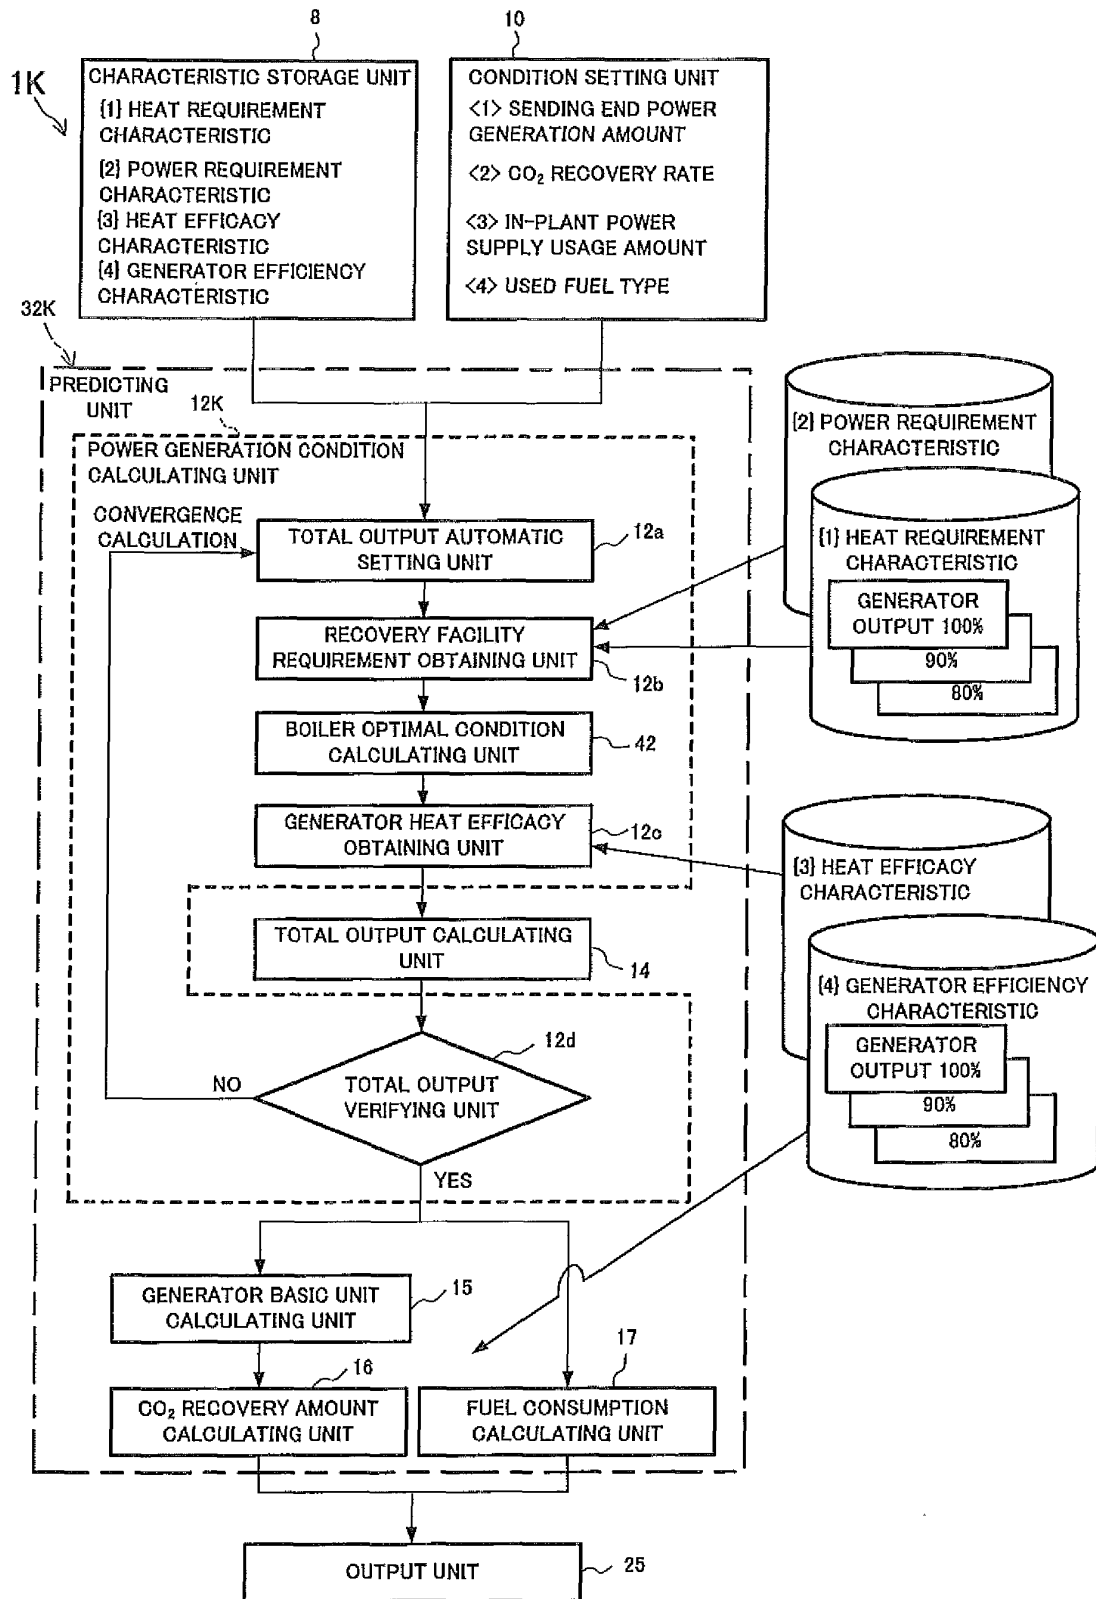 8
10
1K
CHARACTERISTIC STORAGE UNIT
{1} HEAT REQUIREMENT
CHARACTERISTIC
{2} POWER REQUIREMENT
CHARACTERISTIC
{3} HEAT EFFICACY
CHARACTERISTIC
{4} GENERATOR EFFICIENCY
CHARACTERISTIC
CONDITION SETTING UNIT
<1> SENDING END POWER
GENERATION AMOUNT
<2> CO₂ RECOVERY RATE
<3> IN-PLANT POWER
SUPPLY USAGE AMOUNT
<4> USED FUEL TYPE
32K
PREDICTING
UNIT
12K
POWER GENERATION CONDITION
CALCULATING UNIT
CONVERGENCE
CALCULATION
TOTAL OUTPUT AUTOMATIC
SETTING UNIT
12a
RECOVERY FACILITY
REQUIREMENT OBTAINING UNIT
12b
BOILER OPTIMAL CONDITION
CALCULATING UNIT
42
GENERATOR HEAT EFFICACY
OBTAINING UNIT
12c
TOTAL OUTPUT CALCULATING
UNIT
14
12d
TOTAL OUTPUT
VERIFYING UNIT
NO
YES
{2} POWER REQUIREMENT
CHARACTERISTIC
{1} HEAT REQUIREMENT
CHARACTERISTIC
GENERATOR
OUTPUT 100%
90%
80%
{3} HEAT EFFICACY
CHARACTERISTIC
{4} GENERATOR EFFICIENCY
CHARACTERISTIC
GENERATOR
OUTPUT 100%
90%
80%
GENERATOR BASIC UNIT
CALCULATING UNIT
15
16
CO₂ RECOVERY AMOUNT
CALCULATING UNIT
17
FUEL CONSUMPTION
CALCULATING UNIT
OUTPUT UNIT
25